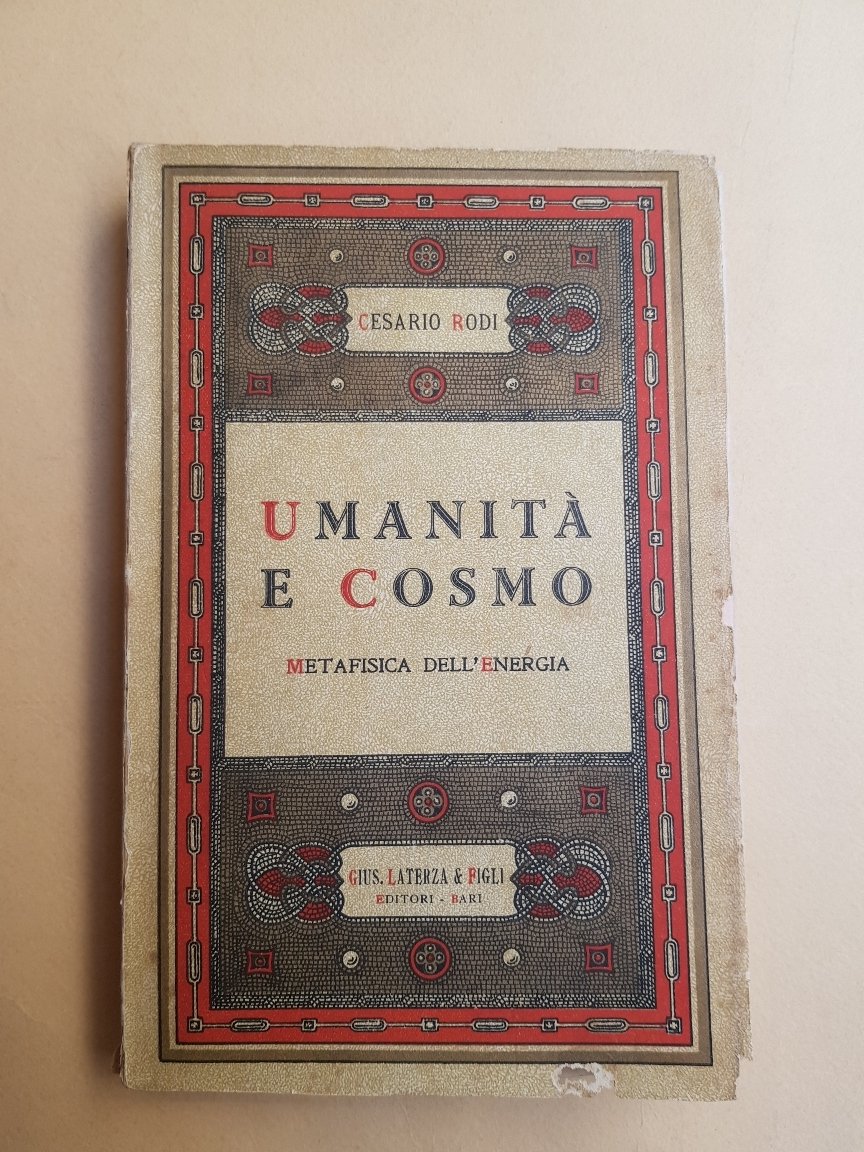 CESARIO RODI
UMANITÀ
E COSMO
METAFISICA DELL'ENERGIA
GIUS. LATERZA & FIGLI
EDITORI - BARI